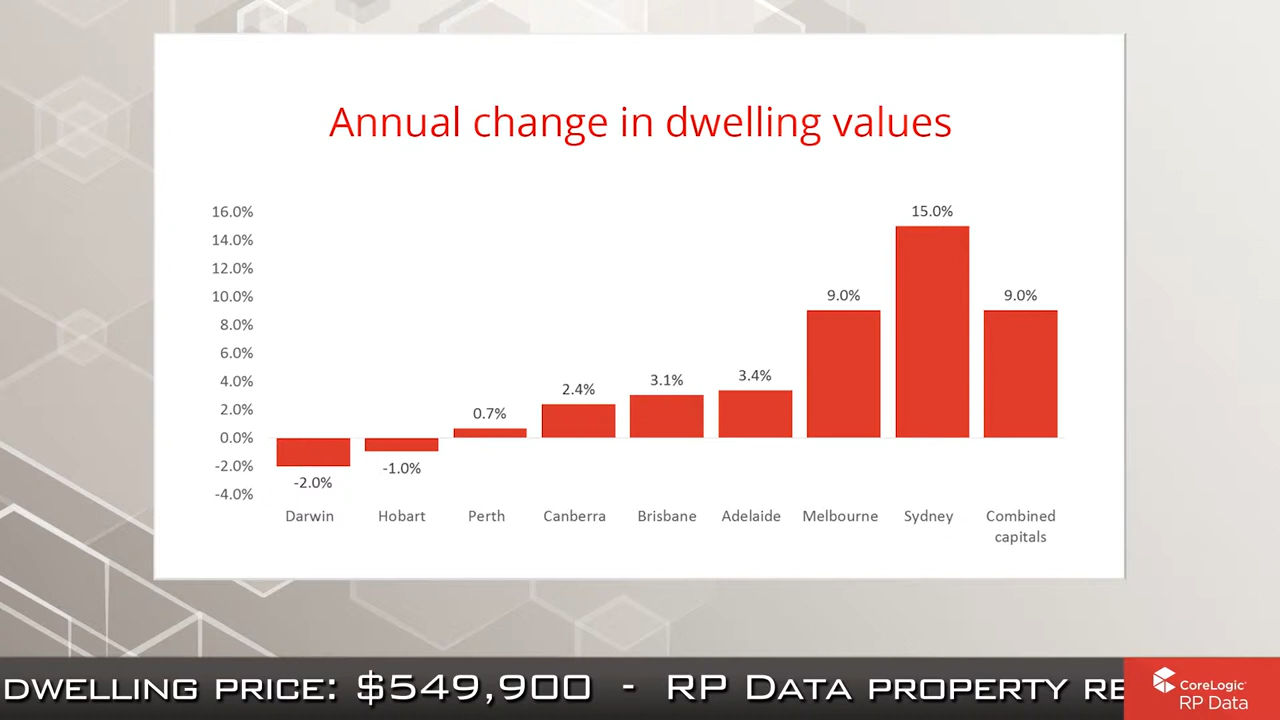 Annual change in dwelling values
16.0%
14.0%
12.0%
10.0%
8.0%
6.0%
4.0%
2.0%
0.0%
-2.0%
-4.0%
-2.0%
-1.0%
0.7%
2.4%
3.1%
3.4%
9.0%
15.0%
9.0%
Darwin
Hobart
Perth
Canberra
Brisbane
Adelaide
Melbourne
Sydney
Combined
capitals
DWELLING PRICE: $549,900 - RP DATA PROPERTY RE
CoreLogic
RP Data